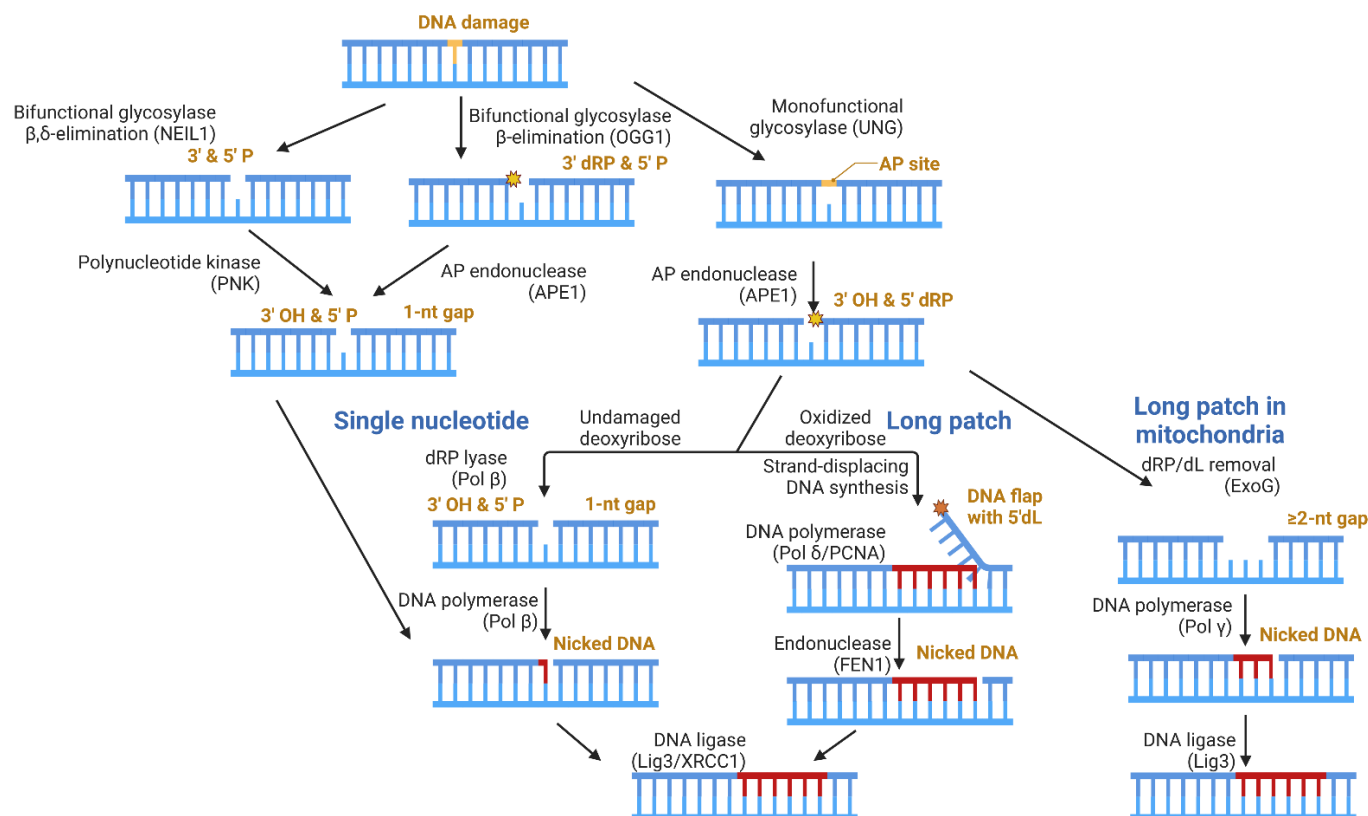 DNA damage
Bifunctional glycosylase
β,δ-elimination (NEIL1)
3' & 5' P
Bifunctional glycosylase
β-elimination (OGG1)
3' dRP & 5' P
Monofunctional
glycosylase (UNG)
AP site
Polynucleotide kinase
(PNK)
AP endonuclease
(APE1)
AP endonuclease
(APE1)
3' OH & 5' P
1-nt gap
3' OH & 5' dRP
Single nucleotide
Undamaged
deoxyribose
Oxidized
deoxyribose
Long patch
Long patch in
mitochondria
dRP lyase
(Pol β)
3' OH & 5' P
1-nt gap
Strand-displacing
DNA synthesis
DNA flap
with 5'dL
dRP/dL removal
(ExoG)
≥2-nt gap
DNA polymerase
(Pol δ/PCNA)
DNA polymerase
(Pol β)
Nicked DNA
Endonuclease
(FEN1)
Nicked DNA
DNA polymerase
(Pol γ)
Nicked DNA
DNA ligase
(Lig3/XRCC1)
DNA ligase
(Lig3)